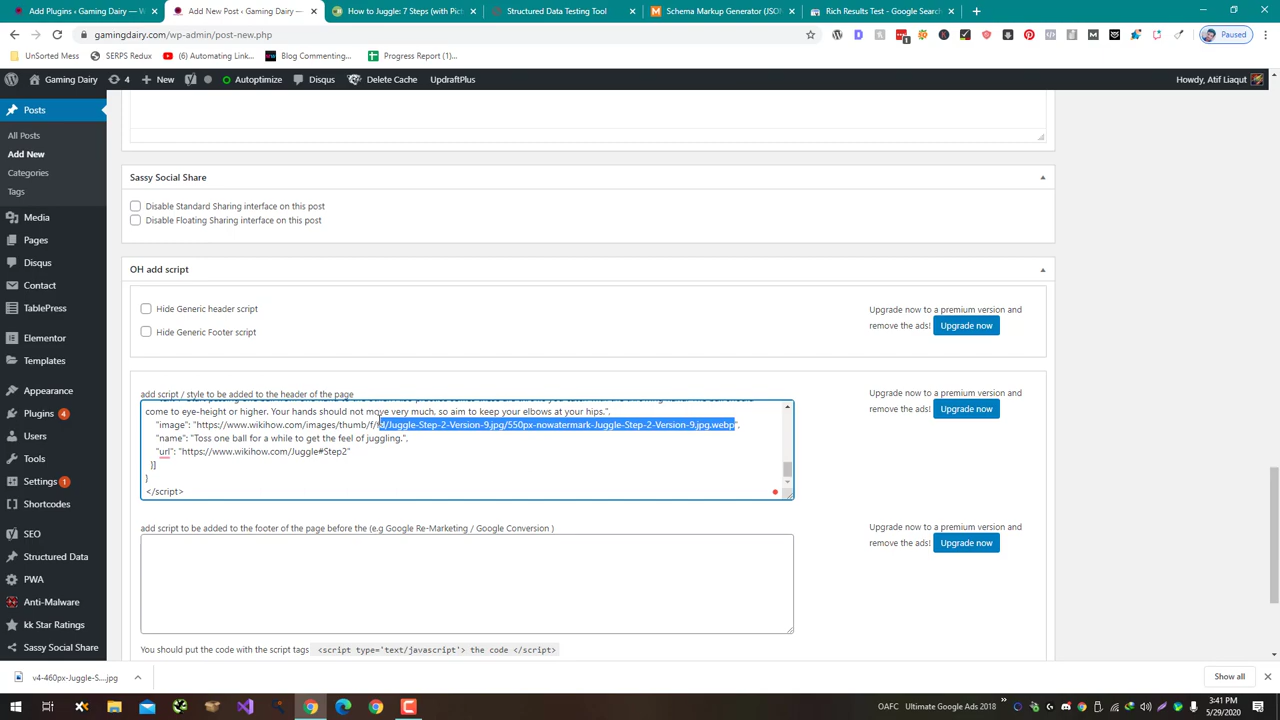 Add Plugins ‹ Gaming Dairy — W
Add New Post ‹ Gaming Dairy —
How to Juggle: 7 Steps (with Pict
Structured Data Testing Tool
Schema Markup Generator (JSON
Rich Results Test - Google Search
gamingdairy.com/wp-admin/post-new.php
Paused
UnSorted Mess
SERPS Redux
(6) Automating Link...
Blog Commenting...
Progress Report (1)...
Gaming Dairy
4
New
Autoptimize
Disqus
Delete Cache
UpdraftPlus
Howdy, Atif Liaqut
Posts
All Posts
Add New
Categories
Tags
Media
Pages
Disqus
Contact
TablePress
Elementor
Templates
Appearance
Plugins 4
Users
Tools
Settings 1
Shortcodes
SEO
Structured Data
PWA
Anti-Malware
kk Star Ratings
Sassy Social Share
Sassy Social Share
Disable Standard Sharing interface on this post
Disable Floating Sharing interface on this post
OH add script
Hide Generic header script
Hide Generic Footer script
Upgrade now to a premium version and
remove the ads! Upgrade now
add script / style to be added to the header of the page
come to eye-height or higher. Your hands should not move very much, so aim to keep your elbows at your hips.",
"image": "https://www.wikihow.com/images/thumb/f/fd/Juggle-Step-2-Version-9.jpg/550px-nowatermark-Juggle-Step-2-Version-9.jpg.webp",
"name": "Toss one ball for a while to get the feel of juggling.",
"url": "https://www.wikihow.com/Juggle#Step2"
}]
}
</script>
Upgrade now to a premium version and
remove the ads! Upgrade now
add script to be added to the footer of the page before the (e.g Google Re-Marketing / Google Conversion )
Upgrade now to a premium version and
remove the ads! Upgrade now
You should put the code with the script tags <script type='text/javascript'> the code </script>
v4-460px-Juggle-S....jpg
Show all
OAFC
Ultimate Google Ads 2018
3:41 PM
5/29/2020